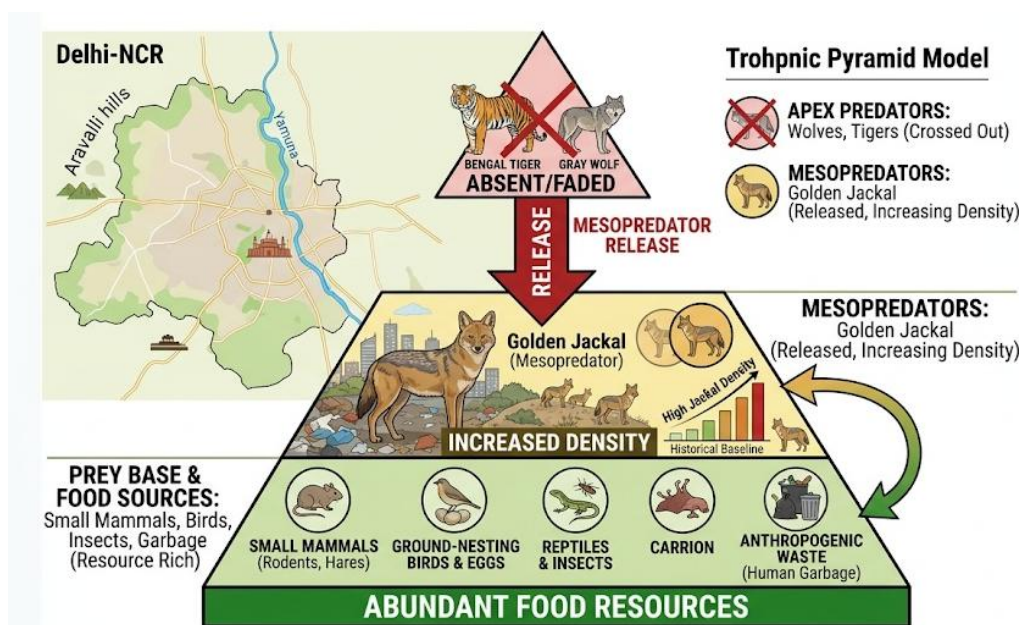 Delhi-NCR
Aravalli hills
Yamuna
BENGAL TIGER
GRAY WOLF
ABSENT/FADED
RELEASE
MESOPREDATOR
RELEASE
Trohpnic Pyramid Model
APEX PREDATORS:
Wolves, Tigers (Crossed Out)
MESOPREDATORS:
Golden Jackal
(Released, Increasing Density)
MESOPREDATORS:
Golden Jackal
(Released, Increasing Density)
Golden Jackal
(Mesopredator)
High Jackal Density
Historical Baseline
INCREASED DENSITY
PREY BASE &
FOOD SOURCES:
Small Mammals, Birds,
Insects, Garbage
(Resource Rich)
SMALL MAMMALS
(Rodents, Hares)
GROUND-NESTING
BIRDS & EGGS
REPTILES
& INSECTS
CARRION
ANTHROPOGENIC
WASTE
(Human Garbage)
ABUNDANT FOOD RESOURCES